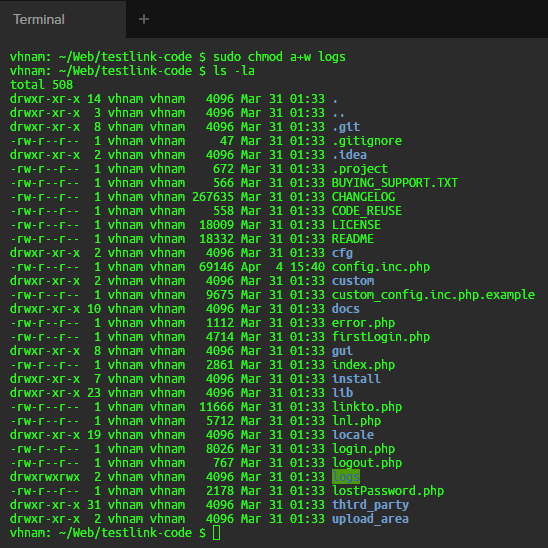 Terminal +
vhnam: ~/Web/testlink-code $ sudo chmod a+w logs
vhnam: ~/Web/testlink-code $ ls -la
total 508
drwxr-xr-x 14 vhnam vhnam   4096 Mar 31 01:33 .
drwxr-xr-x  3 vhnam vhnam   4096 Mar 31 01:33 ..
drwxr-xr-x  8 vhnam vhnam   4096 Mar 31 01:33 .git
-rw-r--r--  1 vhnam vhnam     47 Mar 31 01:33 .gitignore
drwxr-xr-x  2 vhnam vhnam   4096 Mar 31 01:33 .idea
-rw-r--r--  1 vhnam vhnam    672 Mar 31 01:33 .project
-rw-r--r--  1 vhnam vhnam    566 Mar 31 01:33 BUYING_SUPPORT.TXT
-rw-r--r--  1 vhnam vhnam 267635 Mar 31 01:33 CHANGELOG
-rw-r--r--  1 vhnam vhnam    558 Mar 31 01:33 CODE_REUSE
-rw-r--r--  1 vhnam vhnam  18009 Mar 31 01:33 LICENSE
-rw-r--r--  1 vhnam vhnam  18332 Mar 31 01:33 README
drwxr-xr-x  2 vhnam vhnam   4096 Mar 31 01:33 cfg
-rw-r--r--  1 vhnam vhnam  69146 Apr  4 15:40 config.inc.php
drwxr-xr-x  2 vhnam vhnam   4096 Mar 31 01:33 custom
-rw-r--r--  1 vhnam vhnam   9675 Mar 31 01:33 custom_config.inc.php.example
drwxr-xr-x 10 vhnam vhnam   4096 Mar 31 01:33 docs
-rw-r--r--  1 vhnam vhnam   1112 Mar 31 01:33 error.php
-rw-r--r--  1 vhnam vhnam   4714 Mar 31 01:33 firstLogin.php
drwxr-xr-x  8 vhnam vhnam   4096 Mar 31 01:33 gui
-rw-r--r--  1 vhnam vhnam   2861 Mar 31 01:33 index.php
drwxr-xr-x  7 vhnam vhnam   4096 Mar 31 01:33 install
drwxr-xr-x 23 vhnam vhnam   4096 Mar 31 01:33 lib
-rw-r--r--  1 vhnam vhnam  11666 Mar 31 01:33 linkto.php
-rw-r--r--  1 vhnam vhnam   5712 Mar 31 01:33 lnl.php
drwxr-xr-x 19 vhnam vhnam   4096 Mar 31 01:33 locale
-rw-r--r--  1 vhnam vhnam   8026 Mar 31 01:33 login.php
-rw-r--r--  1 vhnam vhnam    767 Mar 31 01:33 logout.php
drwxrwxrwx  2 vhnam vhnam   4096 Mar 31 01:33 logs
-rw-r--r--  1 vhnam vhnam   2178 Mar 31 01:33 lostPassword.php
drwxr-xr-x 31 vhnam vhnam   4096 Mar 31 01:33 third_party
drwxr-xr-x  2 vhnam vhnam   4096 Mar 31 01:33 upload_area
vhnam: ~/Web/testlink-code $